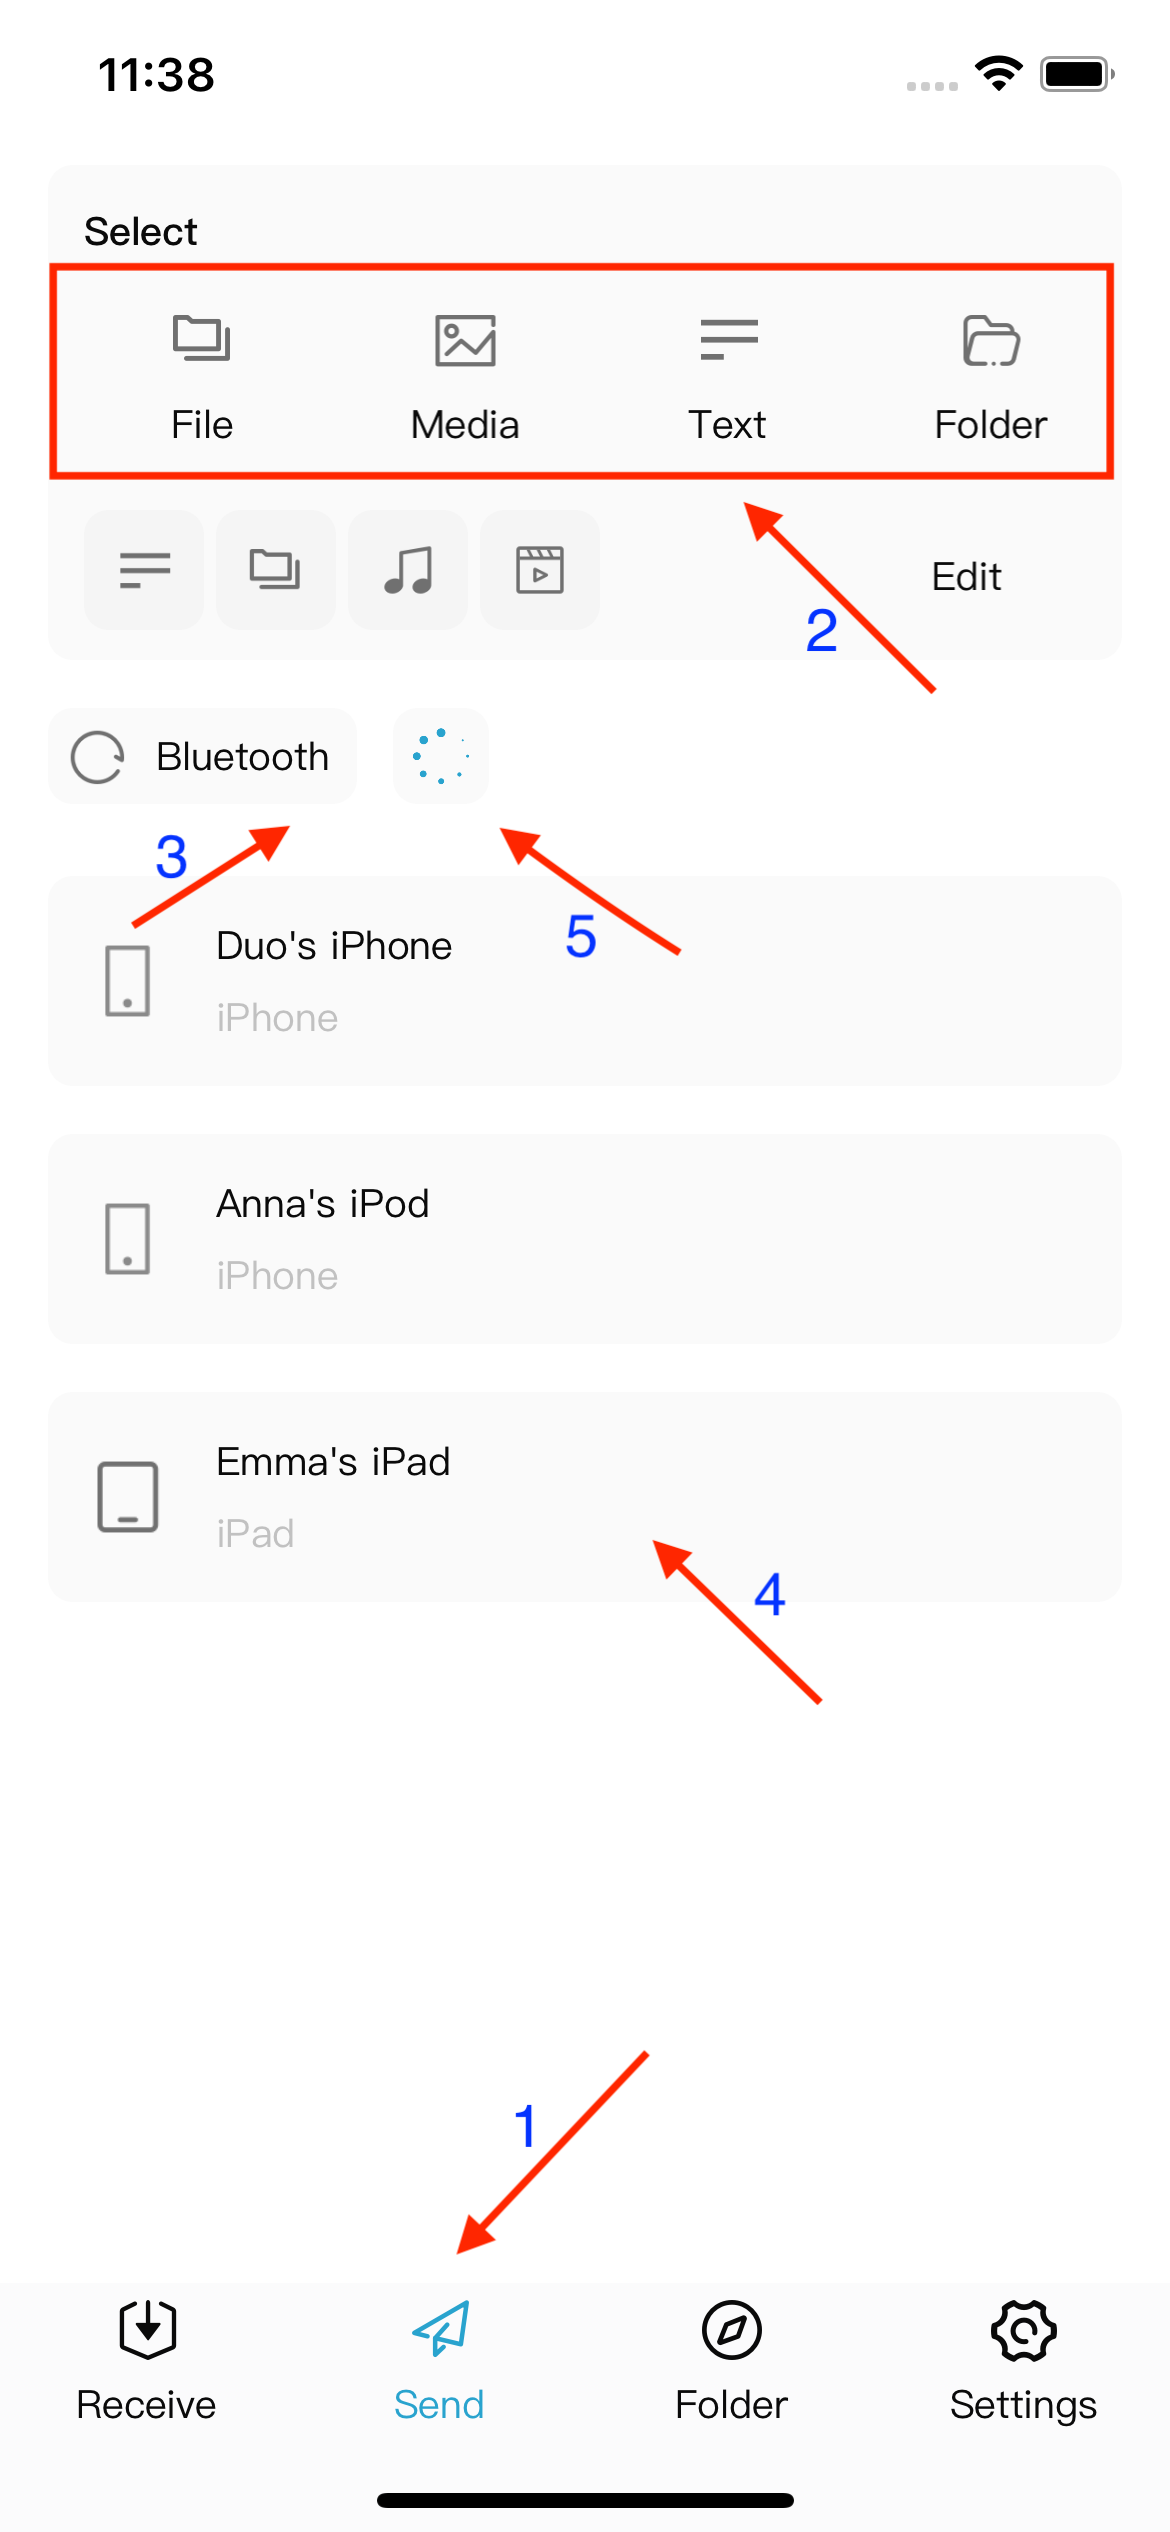 11:38
Select
File Media Text Folder
Edit
2
Bluetooth
3
5
Duo's iPhone
iPhone
Anna's iPod
iPhone
Emma's iPad
iPad
4
1
Receive Send Folder Settings